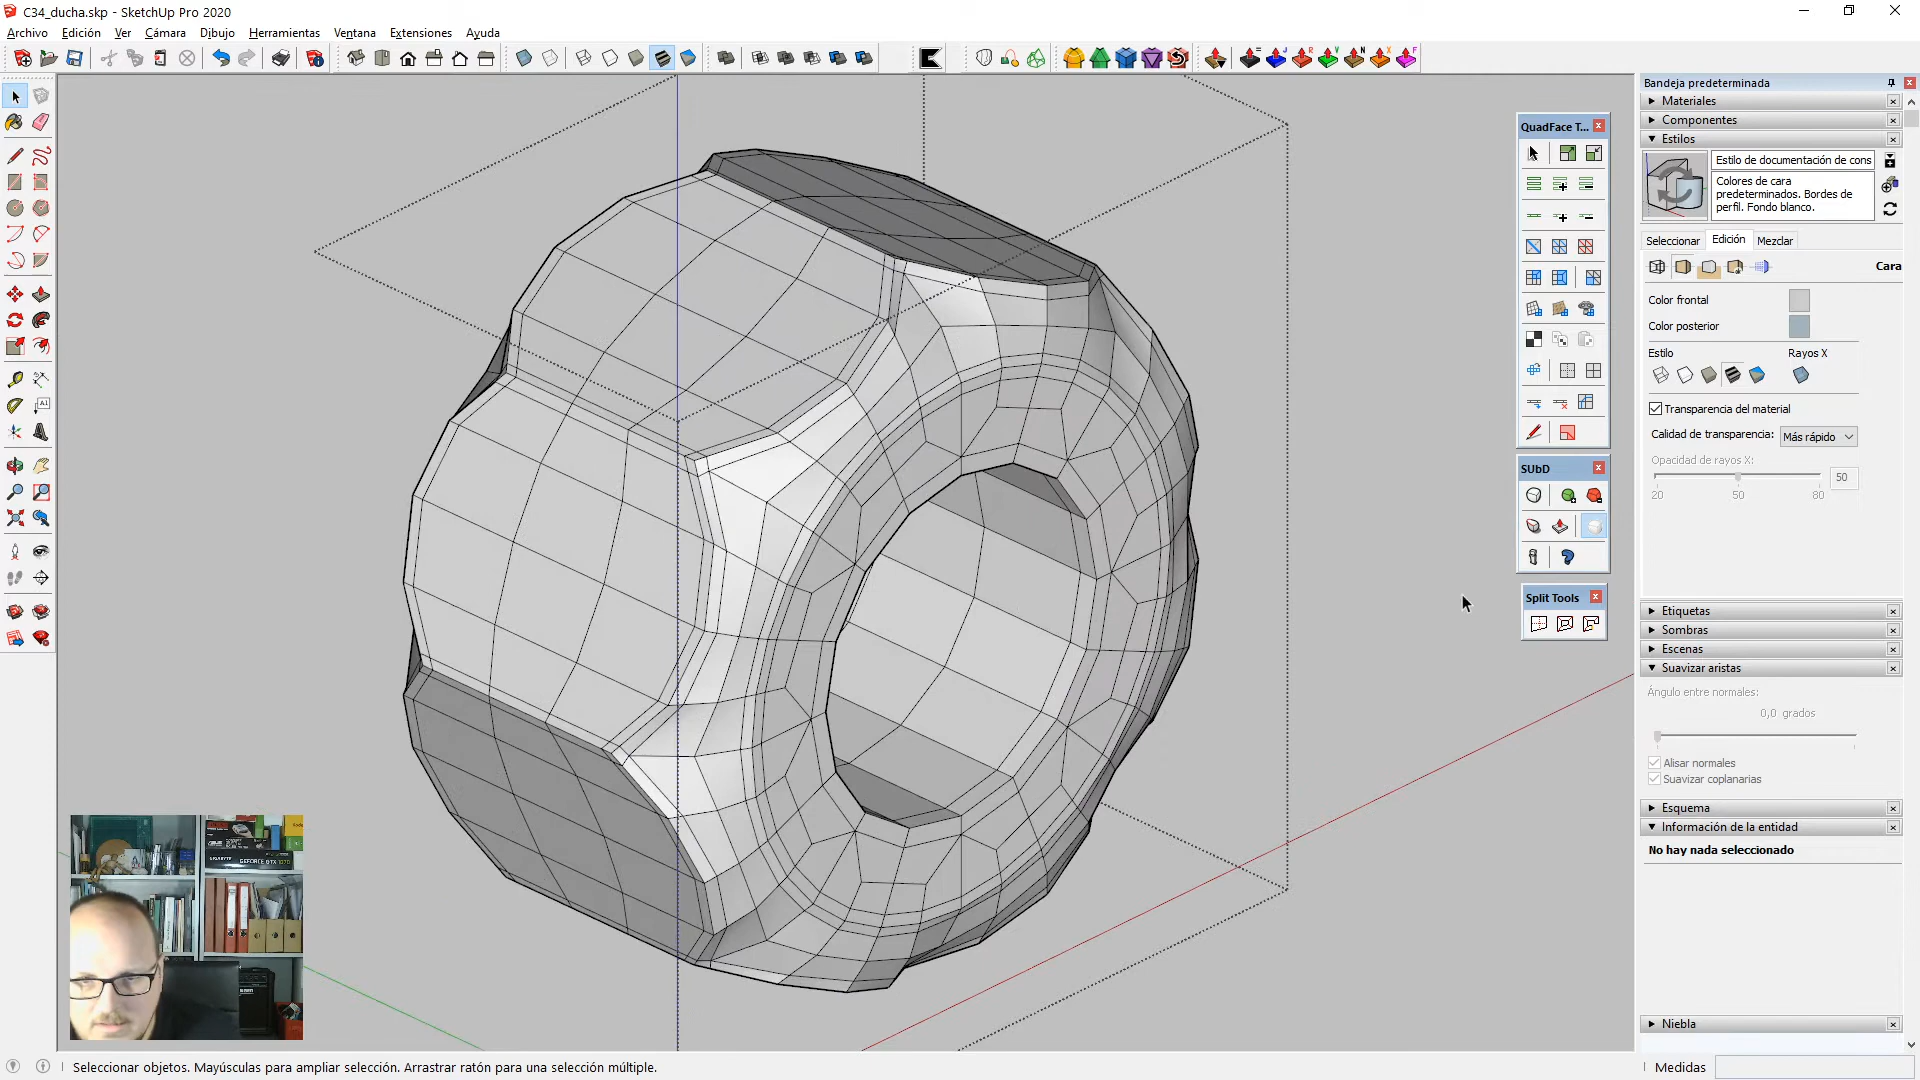 C34_ducha.skp - SketchUp Pro 2020
Archivo Edición Ver Cámara Dibujo Herramientas Ventana Extensiones Ayuda
Bandeja predeterminada
Materiales
Componentes
Estilos
Estilo de documentación de cons
Colores de cara
predeterminados. Bordes de
perfil. Fondo blanco.
Seleccionar Edición Mezclar
Cara
Color frontal
Color posterior
Estilo Rayos X
Transparencia del material
Calidad de transparencia: Más rápido
Opacidad de rayos X:
50
20 50 80
Etiquetas
Sombras
Escenas
Suavizar aristas
Ángulo entre normales:
0,0 grados
Alisar normales
Suavizar coplanarias
Esquema
Información de la entidad
No hay nada seleccionado
Niebla
QuadFace T...
SUbD
Split Tools
A1
GIGABYTE GEFORCE GTX 1070
Seleccionar objetos. Mayúsculas para ampliar selección. Arrastrar ratón para una selección múltiple.
Medidas